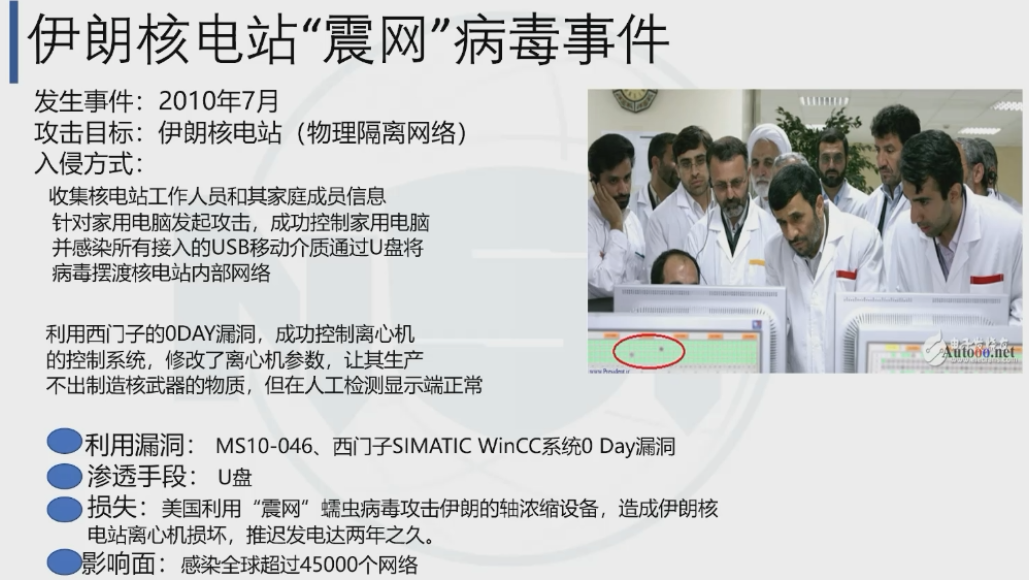 伊朗核电站“震网”病毒事件
发生事件：2010年7月
攻击目标：伊朗核电站（物理隔离网络）
入侵方式：
收集核电站工作人员和其家庭成员信息
针对家用电脑发起攻击，成功控制家用电脑
并感染所有接入的USB移动介质通过U盘将
病毒摆渡核电站内部网络
利用西门子的0DAY漏洞，成功控制离心机
的控制系统，修改了离心机参数，让其生产
不出制造核武器的物质，但在人工检测显示端正常
利用漏洞： MS10-046、西门子SIMATIC WinCC系统0 Day漏洞
渗透手段： U盘
损失：美国利用“震网”蠕虫病毒攻击伊朗的轴浓缩设备，造成伊朗核
电站离心机损坏，推迟发电达两年之久。
影响面：感染全球超过45000个网络